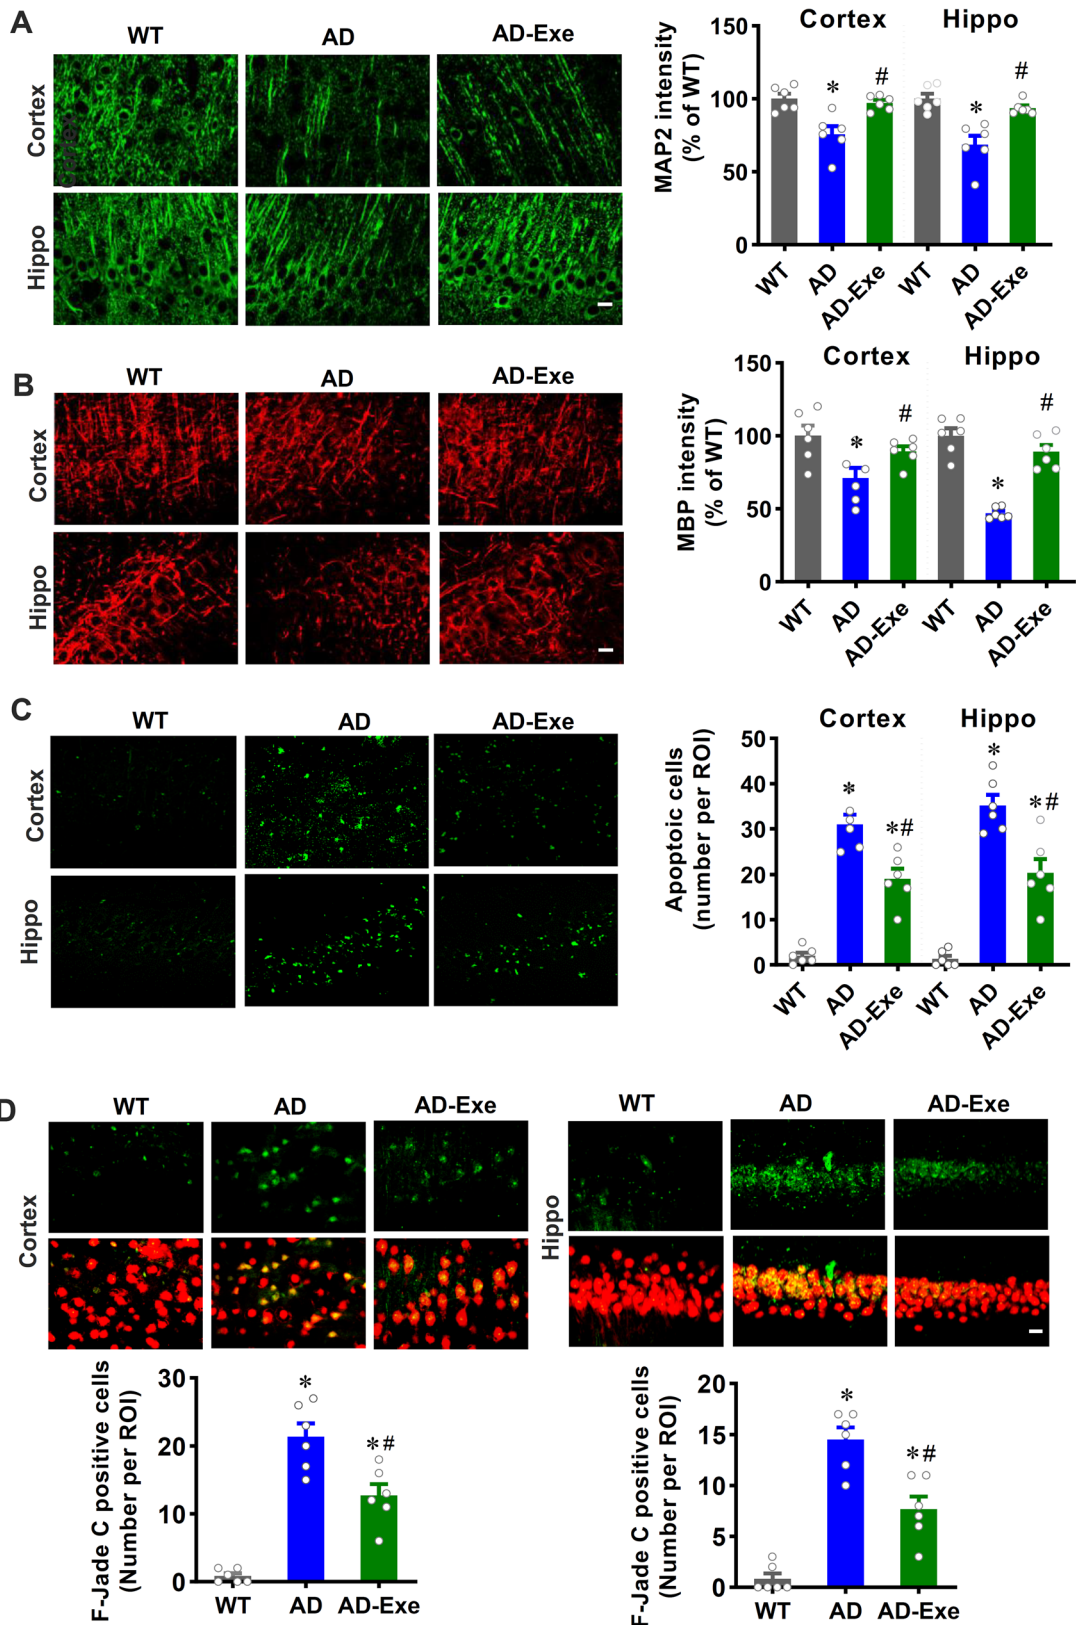 A
WT
AD
AD-Exe
Cortex
Hippo
MAP2 intensity
(% of WT)
Cortex
Hippo
150
100
50
0
*
#
*
#
WT
AD
AD-Exe
WT
AD
AD-Exe
B
WT
AD
AD-Exe
Cortex
Hippo
MBP intensity
(% of WT)
Cortex
Hippo
150
100
50
0
*
#
*
#
WT
AD
AD-Exe
WT
AD
AD-Exe
C
WT
AD
AD-Exe
Cortex
Hippo
Apoptoic cells
(number per ROI)
Cortex
Hippo
50
40
30
20
10
0
*
*#
*
*#
WT
AD
AD-Exe
WT
AD
AD-Exe
D
WT
AD
AD-Exe
Cortex
WT
AD
AD-Exe
Hippo
F-Jade C positive cells
(Number per ROI)
30
20
10
0
*
*#
WT
AD
AD-Exe
F-Jade C positive cells
(Number per ROI)
20
15
10
5
0
*
*#
WT
AD
AD-Exe